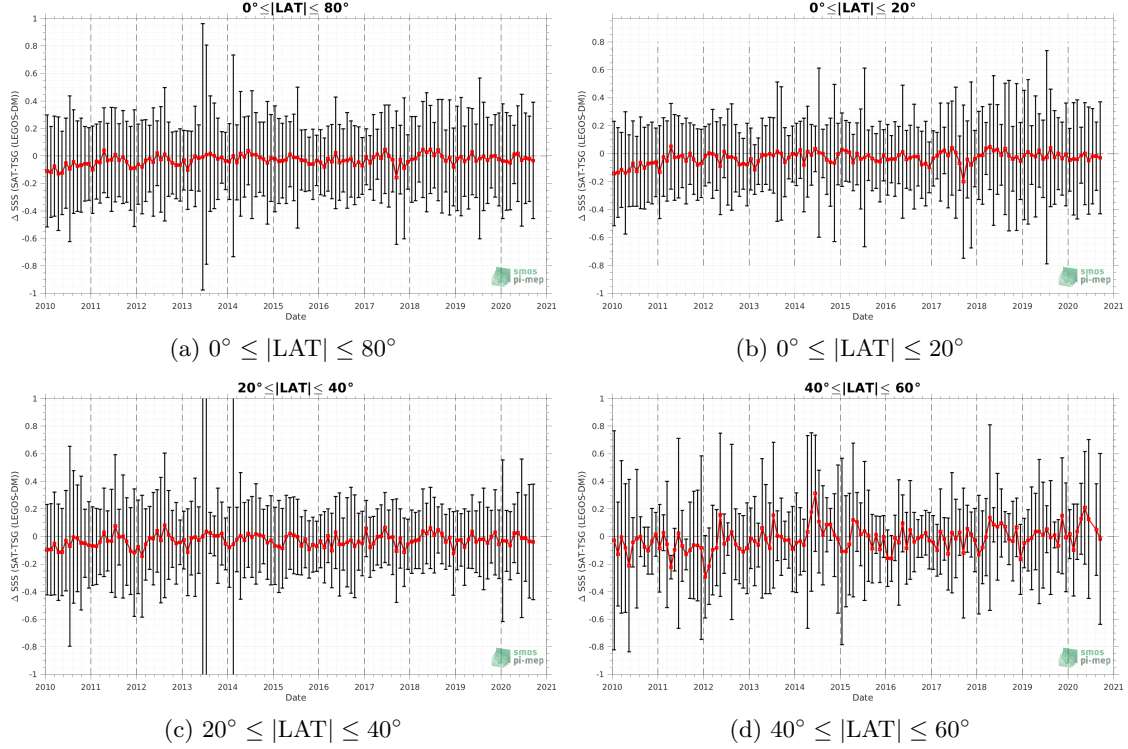 0°≤|LAT|≤ 80°
Δ SSS (SAT-TSG (LEGOS-DM))
1
0.8
0.6
0.4
0.2
0
-0.2
-0.4
-0.6
-0.8
-1
smos
pi-mep
2010 2011 2012 2013 2014 2015 2016 2017 2018 2019 2020 2021
Date
(a) 0° ≤ |LAT| ≤ 80°
0°≤|LAT|≤ 20°
Δ SSS (SAT-TSG (LEGOS-DM))
0.8
0.6
0.4
0.2
0
-0.2
-0.4
-0.6
-0.8
-1
smos
pi-mep
2010 2011 2012 2013 2014 2015 2016 2017 2018 2019 2020 2021
Date
(b) 0° ≤ |LAT| ≤ 20°
20°≤|LAT|≤ 40°
Δ SSS (SAT-TSG (LEGOS-DM))
1
0.8
0.6
0.4
0.2
0
-0.2
-0.4
-0.6
-0.8
-1
smos
pi-mep
2010 2011 2012 2013 2014 2015 2016 2017 2018 2019 2020 2021
Date
(c) 20° ≤ |LAT| ≤ 40°
40°≤|LAT|≤ 60°
Δ SSS (SAT-TSG (LEGOS-DM))
1
0.8
0.6
0.4
0.2
0
-0.2
-0.4
-0.6
-0.8
-1
smos
pi-mep
2010 2011 2012 2013 2014 2015 2016 2017 2018 2019 2020 2021
Date
(d) 40° ≤ |LAT| ≤ 60°